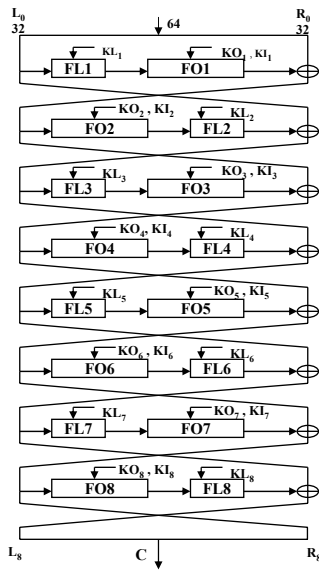 L0 64 R0
32 32
KL1 KO1 , KI1
FL1 FO1
KO2 , KI2 KL2
FO2 FL2
KL3 KO3 , KI3
FL3 FO3
KO4, KI4 KL4
FO4 FL4
KL5 KO5 , KI5
FL5 FO5
KO6 , KI6 KL6
FO6 FL6
KL7 KO7 , KI7
FL7 FO7
KO8 , KI8 KL8
FO8 FL8
L8 C R8